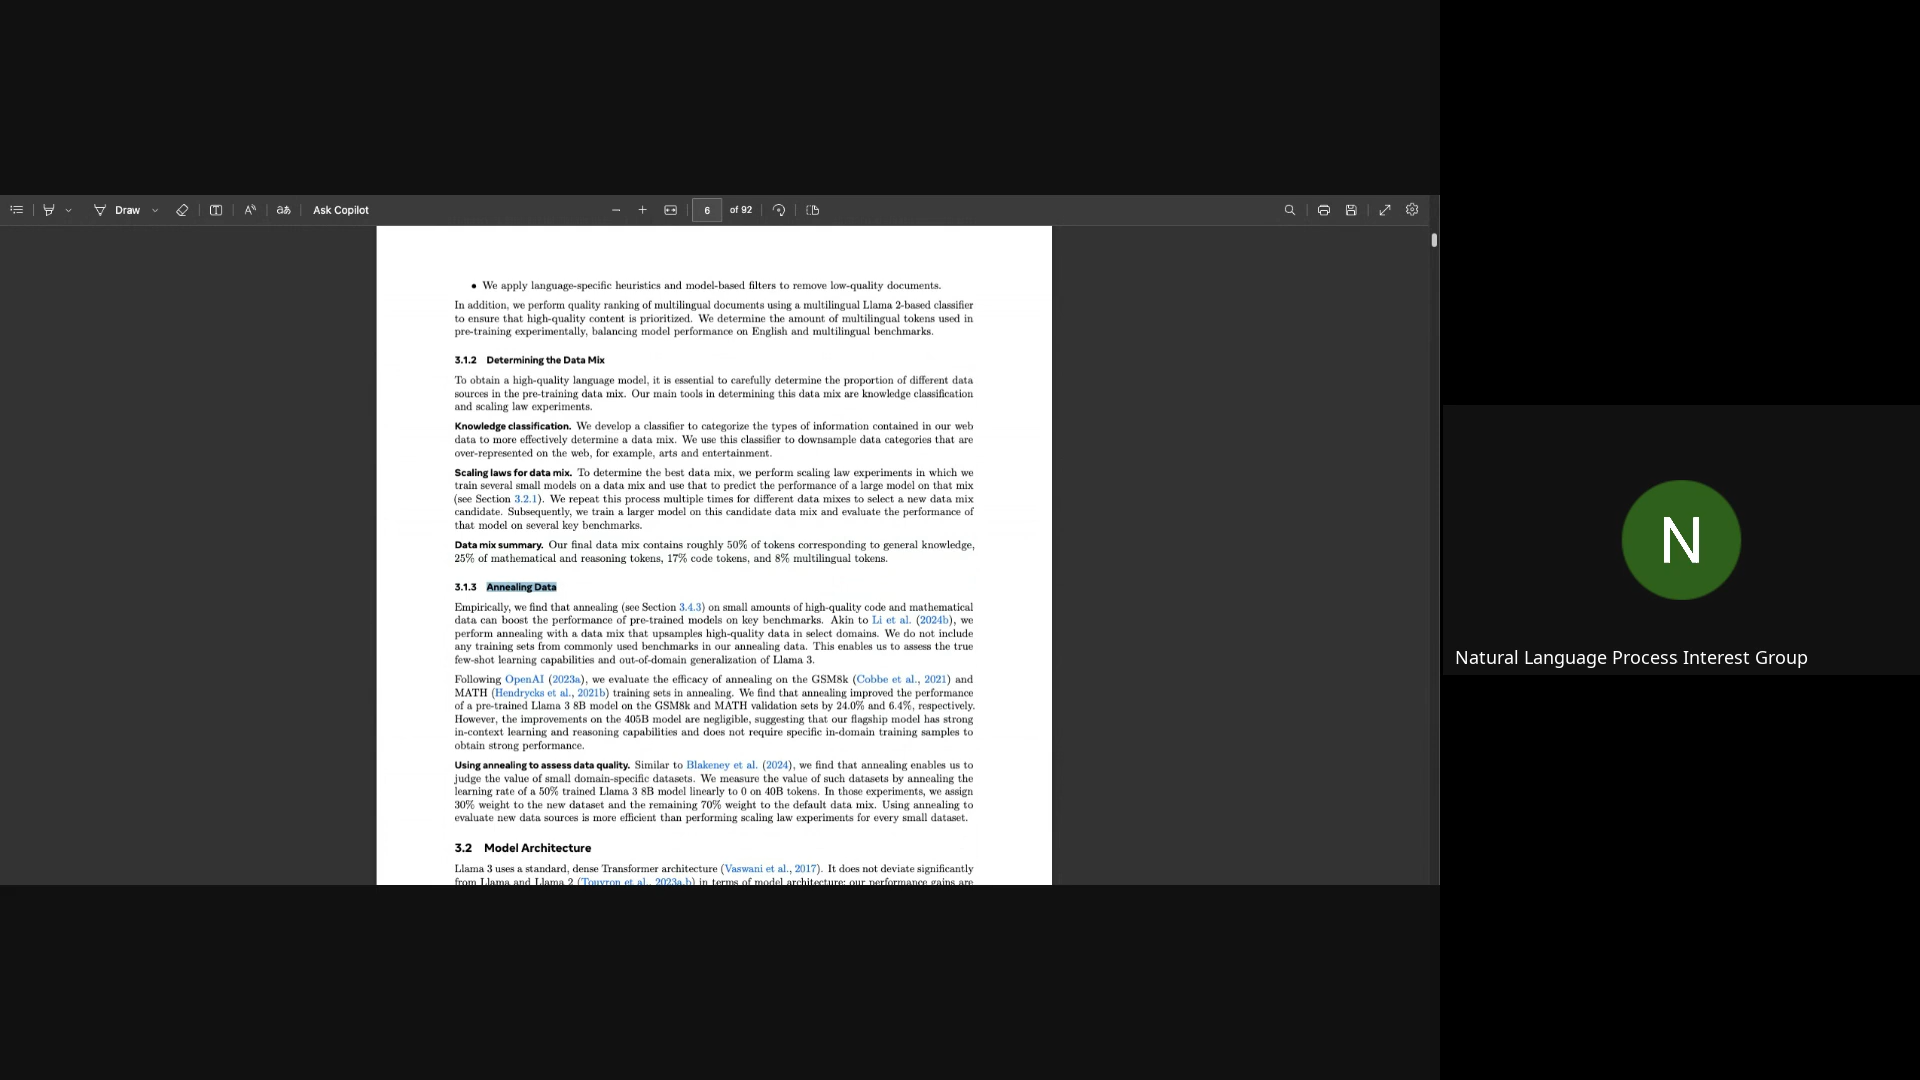 Draw
Ask Copilot
6 of 92
• We apply language-specific heuristics and model-based filters to remove low-quality documents.
In addition, we perform quality ranking of multilingual documents using a multilingual Llama 2-based classifier
to ensure that high-quality content is prioritized. We determine the amount of multilingual tokens used in
pre-training experimentally, balancing model performance on English and multilingual benchmarks.
3.1.2 Determining the Data Mix
To obtain a high-quality language model, it is essential to carefully determine the proportion of different data
sources in the pre-training data mix. Our main tools in determining this data mix are knowledge classification
and scaling law experiments.
Knowledge classification. We develop a classifier to categorize the types of information contained in our web
data to more effectively determine a data mix. We use this classifier to downsample data categories that are
over-represented on the web, for example, arts and entertainment.
Scaling laws for data mix. To determine the best data mix, we perform scaling law experiments in which we
train several small models on a data mix and use that to predict the performance of a large model on that mix
(see Section 3.2.1). We repeat this process multiple times for different data mixes to select a new data mix
candidate. Subsequently, we train a larger model on this candidate data mix and evaluate the performance of
that model on several key benchmarks.
Data mix summary. Our final data mix contains roughly 50% of tokens corresponding to general knowledge,
25% of mathematical and reasoning tokens, 17% code tokens, and 8% multilingual tokens.
3.1.3 Annealing Data
Empirically, we find that annealing (see Section 3.4.3) on small amounts of high-quality code and mathematical
data can boost the performance of pre-trained models on key benchmarks. Akin to Li et al. (2024b), we
perform annealing with a data mix that upsamples high-quality data in select domains. We do not include
any training sets from commonly used benchmarks in our annealing data. This enables us to assess the true
few-shot learning capabilities and out-of-domain generalization of Llama 3.
Following OpenAI (2023a), we evaluate the efficacy of annealing on the GSM8k (Cobbe et al., 2021) and
MATH (Hendrycks et al., 2021b) training sets in annealing. We find that annealing improved the performance
of a pre-trained Llama 3 8B model on the GSM8k and MATH validation sets by 24.0% and 6.4%, respectively.
However, the improvements on the 405B model are negligible, suggesting that our flagship model has strong
in-context learning and reasoning capabilities and does not require specific in-domain training samples to
obtain strong performance.
Using annealing to assess data quality. Similar to Blakeney et al. (2024), we find that annealing enables us to
judge the value of small domain-specific datasets. We measure the value of such datasets by annealing the
learning rate of a 50% trained Llama 3 8B model linearly to 0 on 40B tokens. In those experiments, we assign
30% weight to the new dataset and the remaining 70% weight to the default data mix. Using annealing to
evaluate new data sources is more efficient than performing scaling law experiments for every small dataset.
3.2 Model Architecture
Llama 3 uses a standard, dense Transformer architecture (Vaswani et al., 2017). It does not deviate significantly
from Llama and Llama 2 (Touvron et al., 2023a,b) in terms of model architecture; our performance gains are
N
Natural Language Process Interest Group